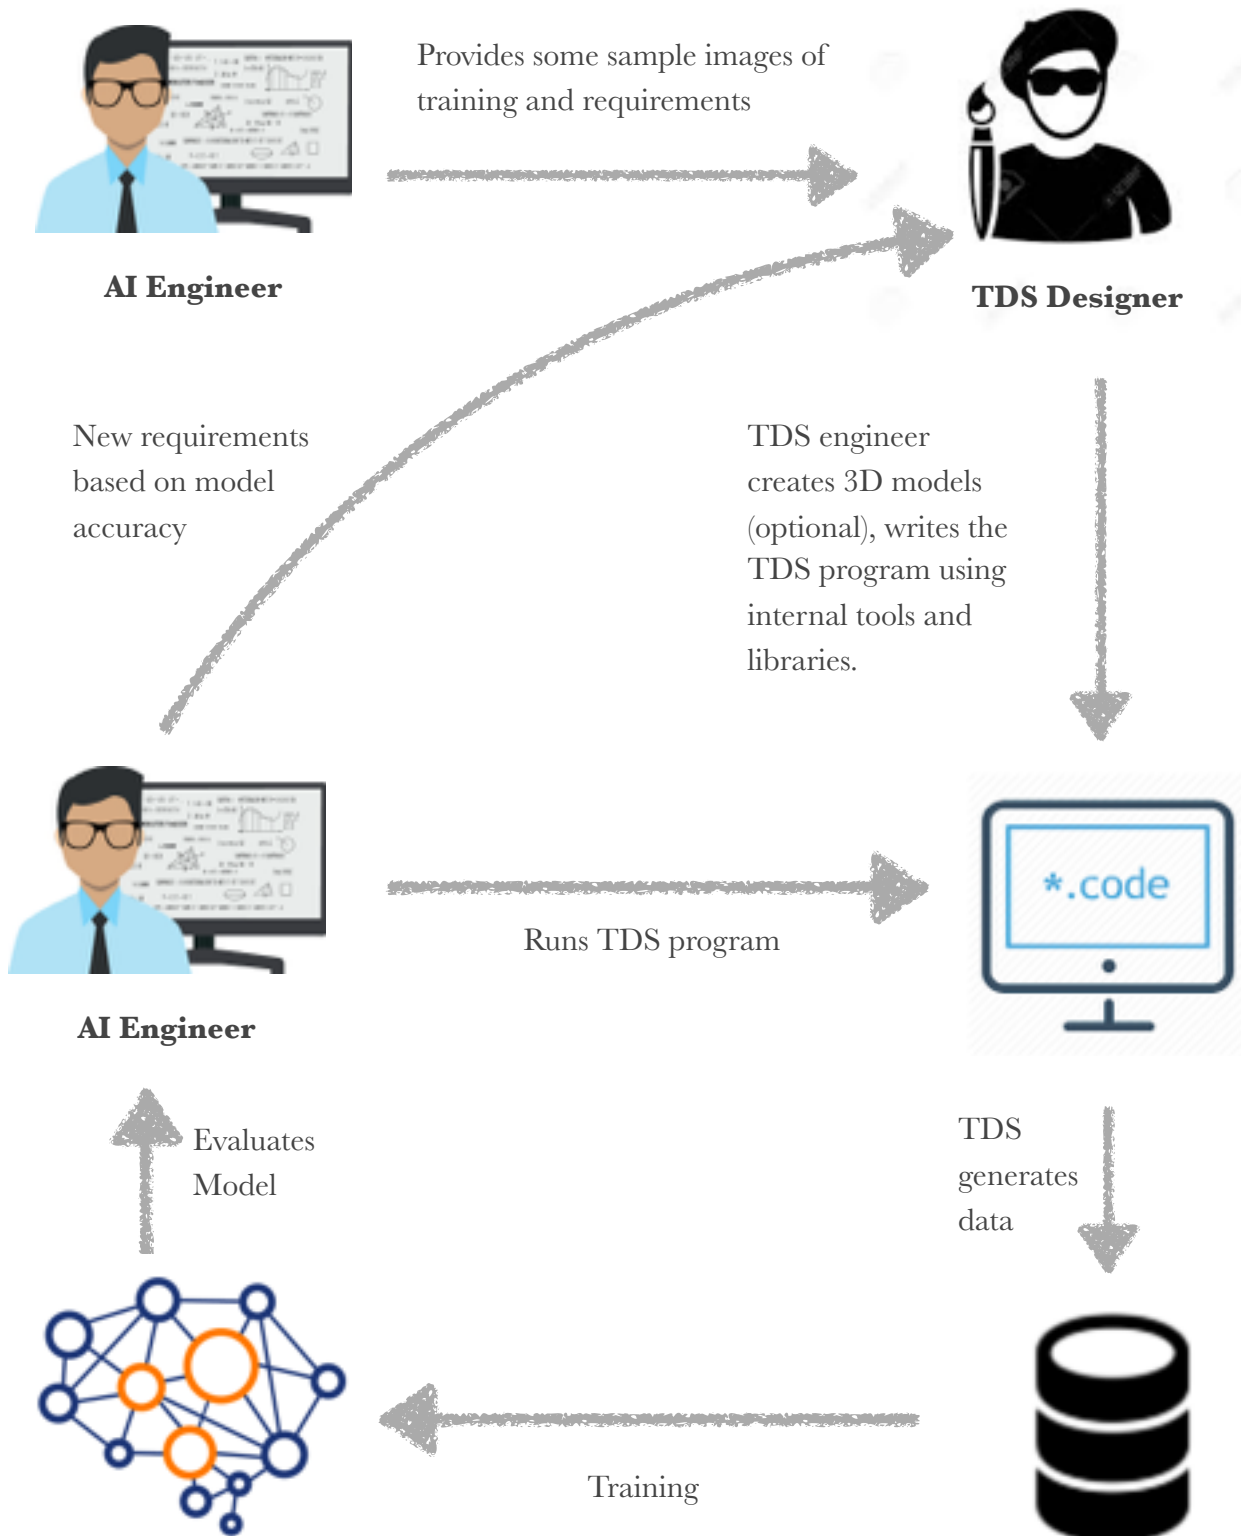 Provides some sample images of
training and requirements
AI Engineer
TDS Designer
New requirements
based on model
accuracy
TDS engineer
creates 3D models
(optional), writes the
TDS program using
internal tools and
libraries.
*.code
Runs TDS program
AI Engineer
Evaluates
Model
TDS
generates
data
Training